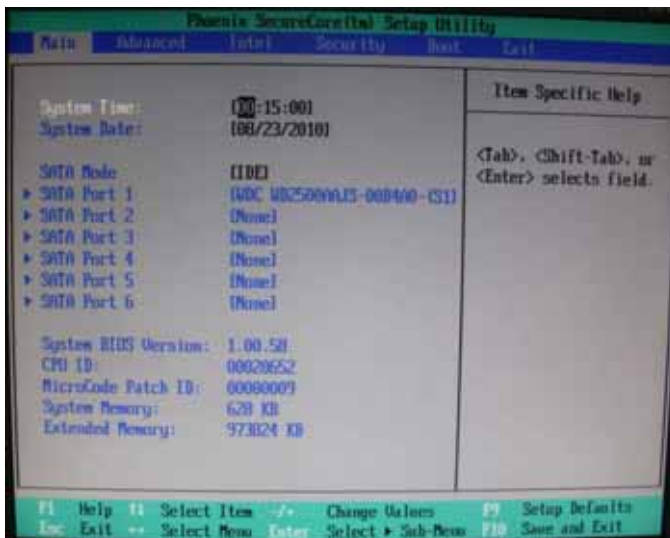 Phoenix SecureCore(tm) Setup Utility
Main Advanced Intel Security Boot Exit
Item Specific Help
System Time: [00:15:00]
System Date: [08/23/2010]
<Tab>, <Shift-Tab>, or
<Enter> selects field.
SATA Mode [IDE]
SATA Port 1 [WDC WD2500AAJS-00B4A0-(S1]
SATA Port 2 [None]
SATA Port 3 [None]
SATA Port 4 [None]
SATA Port 5 [None]
SATA Port 6 [None]
System BIOS Version: 1.00.5B
CPU ID: 00020652
MicroCode Patch ID: 00000009
System Memory: 628 KB
Extended Memory: 973824 KB
F1 Help ↑↓ Select Item -/+ Change Values F9 Setup Defaults
Esc Exit ↔ Select Menu Enter Select ▶ Sub-Menu F10 Save and Exit